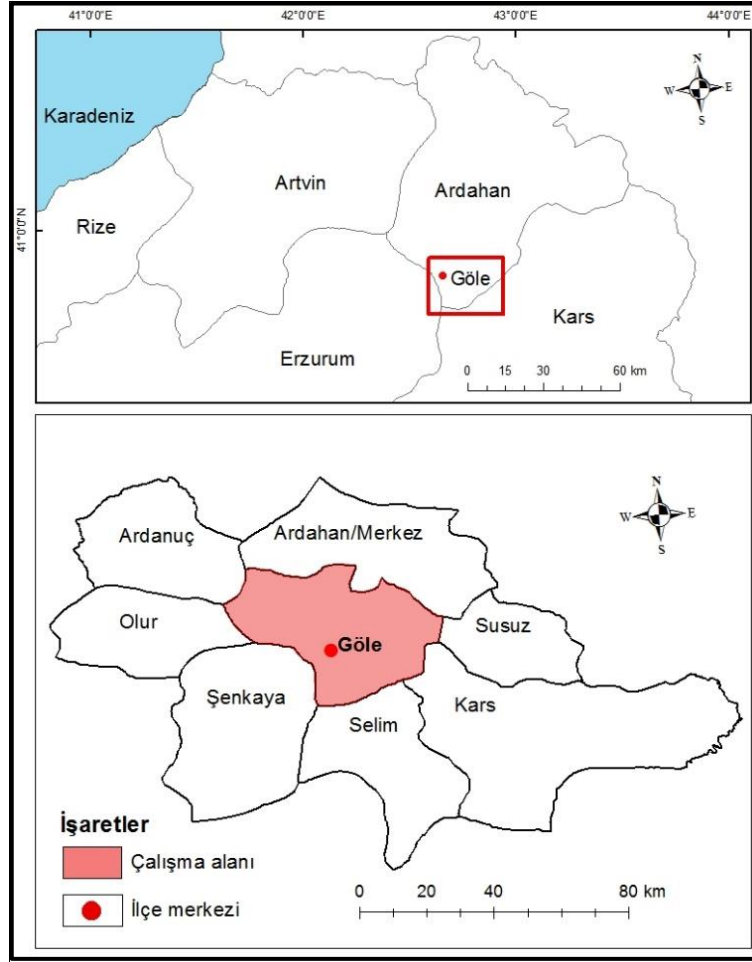 41°0'0"E 42°0'0"E 43°0'0"E 44°0'0"E
N
W E
S
Karadeniz
Artvin
Ardahan
41°0'0"N
Rize
Göle
Kars
Erzurum
0 15 30 60 km
N
W E
S
Ardanuç
Ardahan/Merkez
Olur
Susuz
Göle
Şenkaya
Kars
Selim
İşaretler
Çalışma alanı
İlçe merkezi
0 20 40 80 km